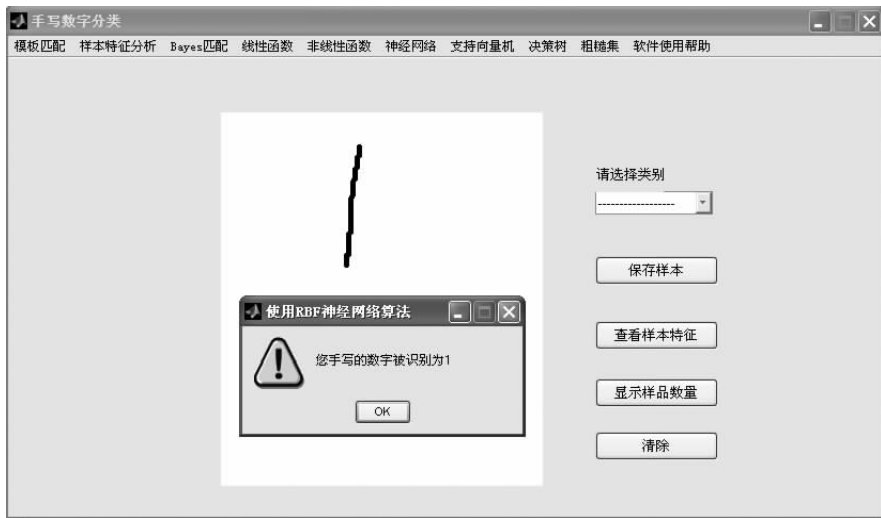 手写数字分类
模板匹配 样本特征分析 Bayes匹配 线性函数 非线性函数 神经网络 支持向量机 决策树 粗糙集 软件使用帮助
请选择类别
------------------
保存样本
使用RBF神经网络算法
查看样本特征
您手写的数字被识别为1
显示样品数量
OK
清除